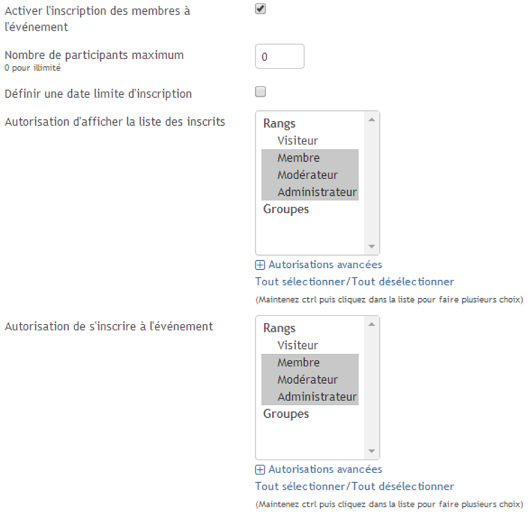 Activer l'inscription des membres à
l'événement
Nombre de participants maximum
0 pour illimité
0
Définir une date limite d'inscription
Autorisation d'afficher la liste des inscrits
Rangs
Visiteur
Membre
Modérateur
Administrateur
Groupes
Autorisations avancées
Tout sélectionner/Tout désélectionner
(Maintenez ctrl puis cliquez dans la liste pour faire plusieurs choix)
Autorisation de s'inscrire à l'événement
Rangs
Visiteur
Membre
Modérateur
Administrateur
Groupes
Autorisations avancées
Tout sélectionner/Tout désélectionner
(Maintenez ctrl puis cliquez dans la liste pour faire plusieurs choix)